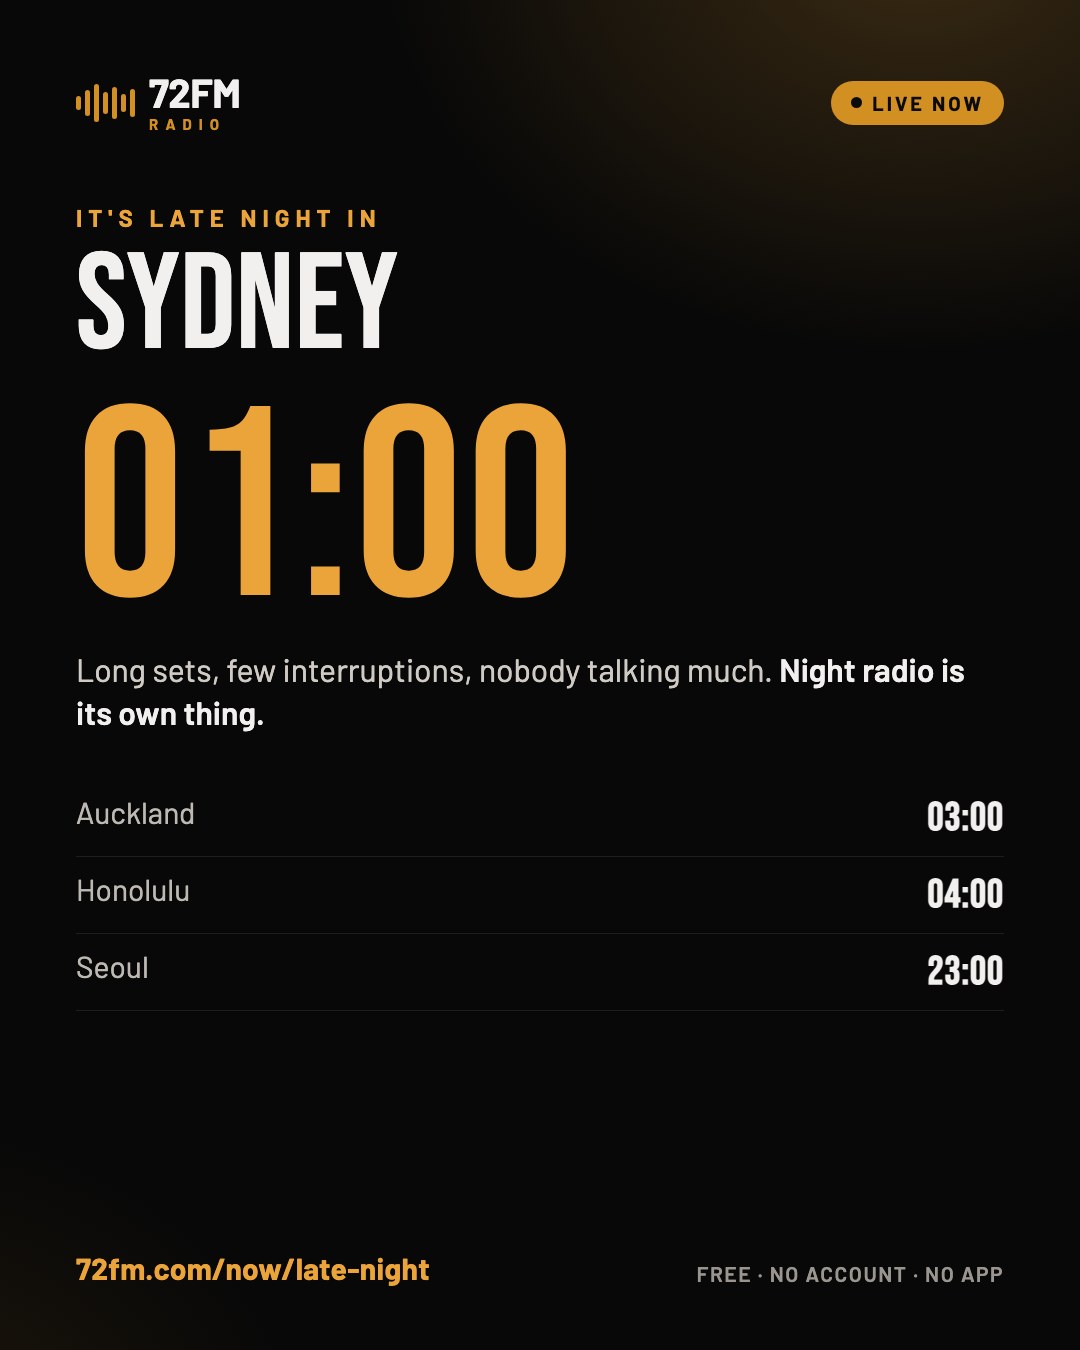 72FM
RADIO
LIVE NOW
IT'S LATE NIGHT IN
SYDNEY
01:00
Long sets, few interruptions, nobody talking much. Night radio is
its own thing.
Auckland 03:00
Honolulu 04:00
Seoul 23:00
72fm.com/now/late-night
FREE · NO ACCOUNT · NO APP